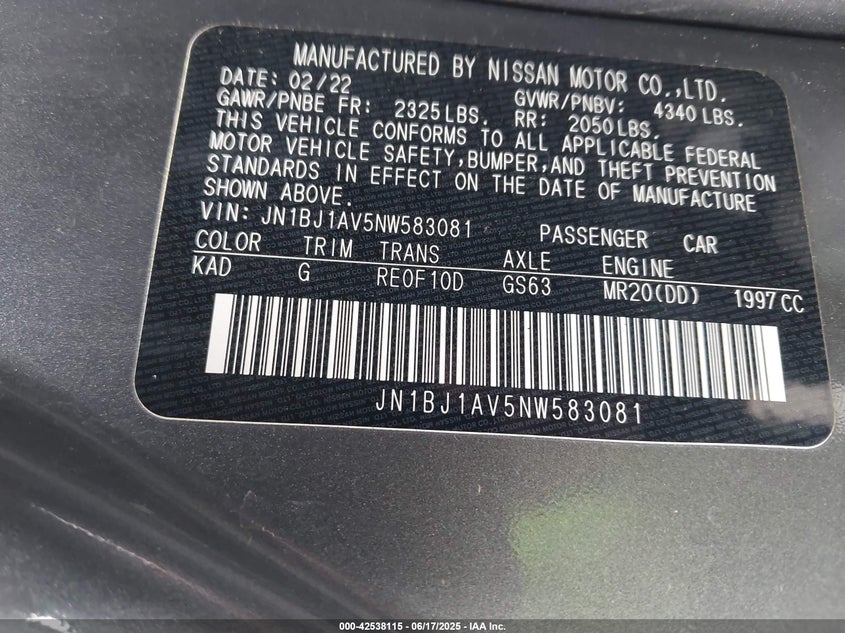 MANUFACTURED BY NISSAN MOTOR CO.,LTD.
DATE: 02/22
GAWR/PNBE FR: 2325 LBS. GVWR/PNBV: 4340 LBS.
RR: 2050 LBS.
THIS VEHICLE CONFORMS TO ALL APPLICABLE FEDERAL
MOTOR VEHICLE SAFETY, BUMPER, AND THEFT PREVENTION
STANDARDS IN EFFECT ON THE DATE OF MANUFACTURE
SHOWN ABOVE.
VIN: JN1BJ1AV5NW583081 PASSENGER CAR
COLOR TRIM TRANS AXLE ENGINE
KAD G RE0F10D GS63 MR20(DD) 1997 CC
JN1BJ1AV5NW583081
000-42538115 - 06/17/2025 - IAA Inc.